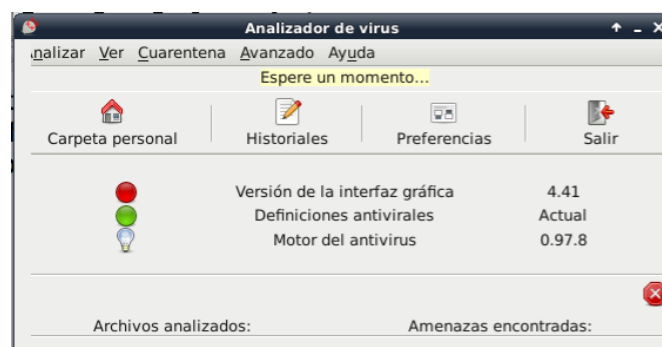 Analizador de virus
Analizar Ver Cuarentena Avanzado Ayuda
Espere un momento...
Carpeta personal Historiales Preferencias Salir
Versión de la interfaz gráfica 4.41
Definiciones antivirales Actual
Motor del antivirus 0.97.8
Archivos analizados: Amenazas encontradas: